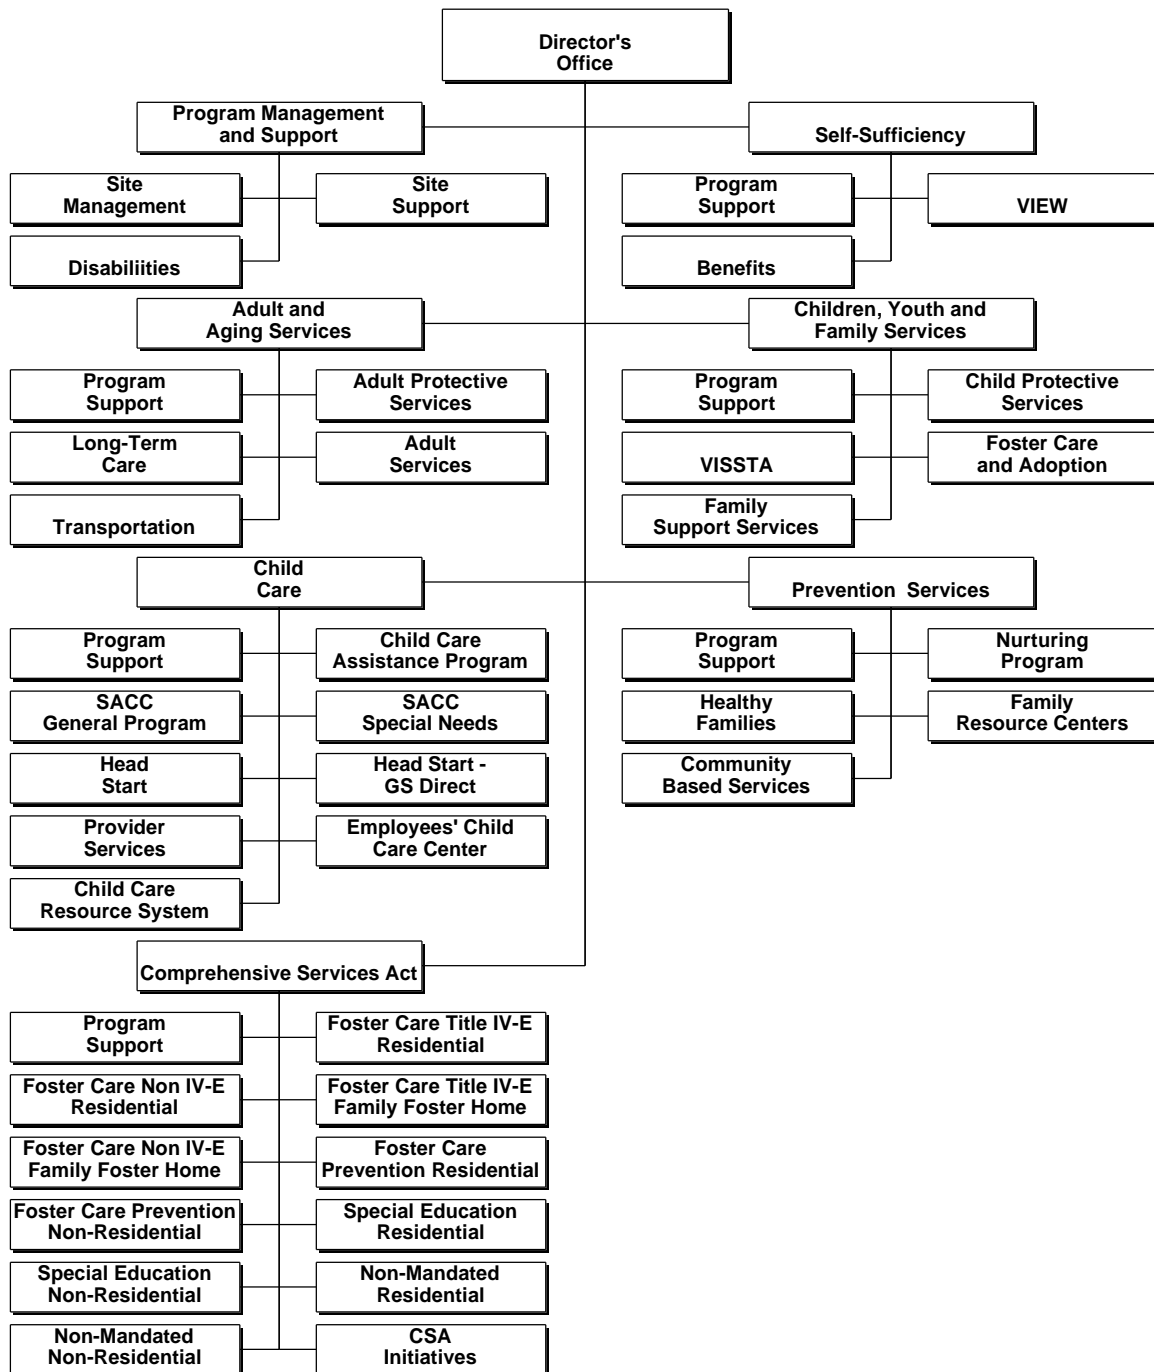 Director's
Office
Program Management
and Support
Self-Sufficiency
Site
Management
Site
Support
Program
Support
VIEW
Disabiliities
Benefits
Adult and
Aging Services
Children, Youth and
Family Services
Program
Support
Adult Protective
Services
Program
Support
Child Protective
Services
Long-Term
Care
Adult
Services
VISSTA
Foster Care
and Adoption
Transportation
Family
Support Services
Child
Care
Prevention  Services
Program
Support
Child Care
Assistance Program
Program
Support
Nurturing
Program
SACC
General Program
SACC
Special Needs
Healthy
Families
Family
Resource Centers
Head
Start
Head Start -
GS Direct
Community
Based Services
Provider
Services
Employees' Child
Care Center
Child Care
Resource System
Comprehensive Services Act
Program
Support
Foster Care Title IV-E
Residential
Foster Care Non IV-E
Residential
Foster Care Title IV-E
Family Foster Home
Foster Care Non IV-E
Family Foster Home
Foster Care
Prevention Residential
Foster Care Prevention
Non-Residential
Special Education
Residential
Special Education
Non-Residential
Non-Mandated
Residential
Non-Mandated
Non-Residential
CSA
Initiatives